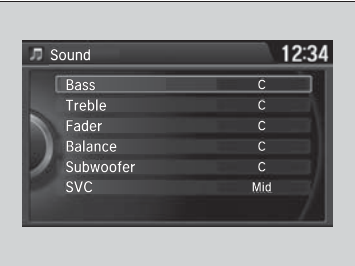 Sound 12:34
Bass C
Treble C
Fader C
Balance C
Subwoofer C
SVC Mid